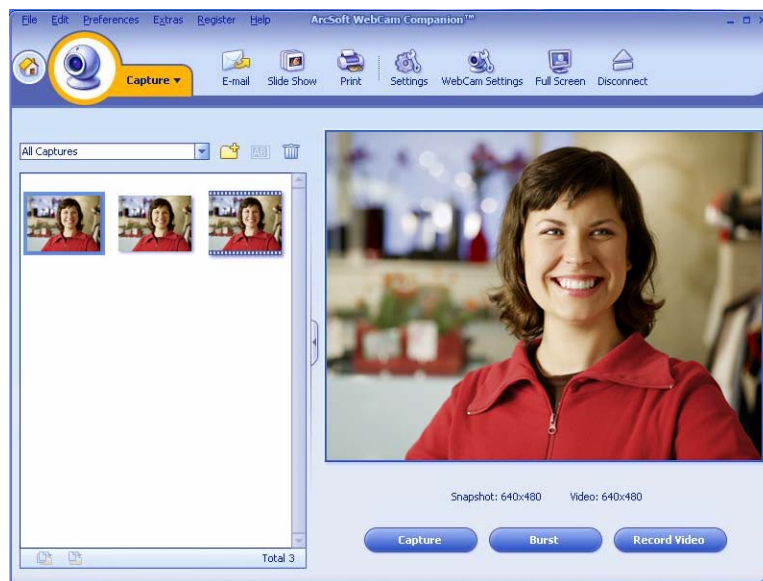 File Edit Preferences Extras Register Help ArcSoft WebCam Companion™
Capture ▾ E-mail Slide Show Print Settings WebCam Settings Full Screen Disconnect
All Captures
Snapshot: 640x480 Video: 640x480
Capture Burst Record Video
Total 3